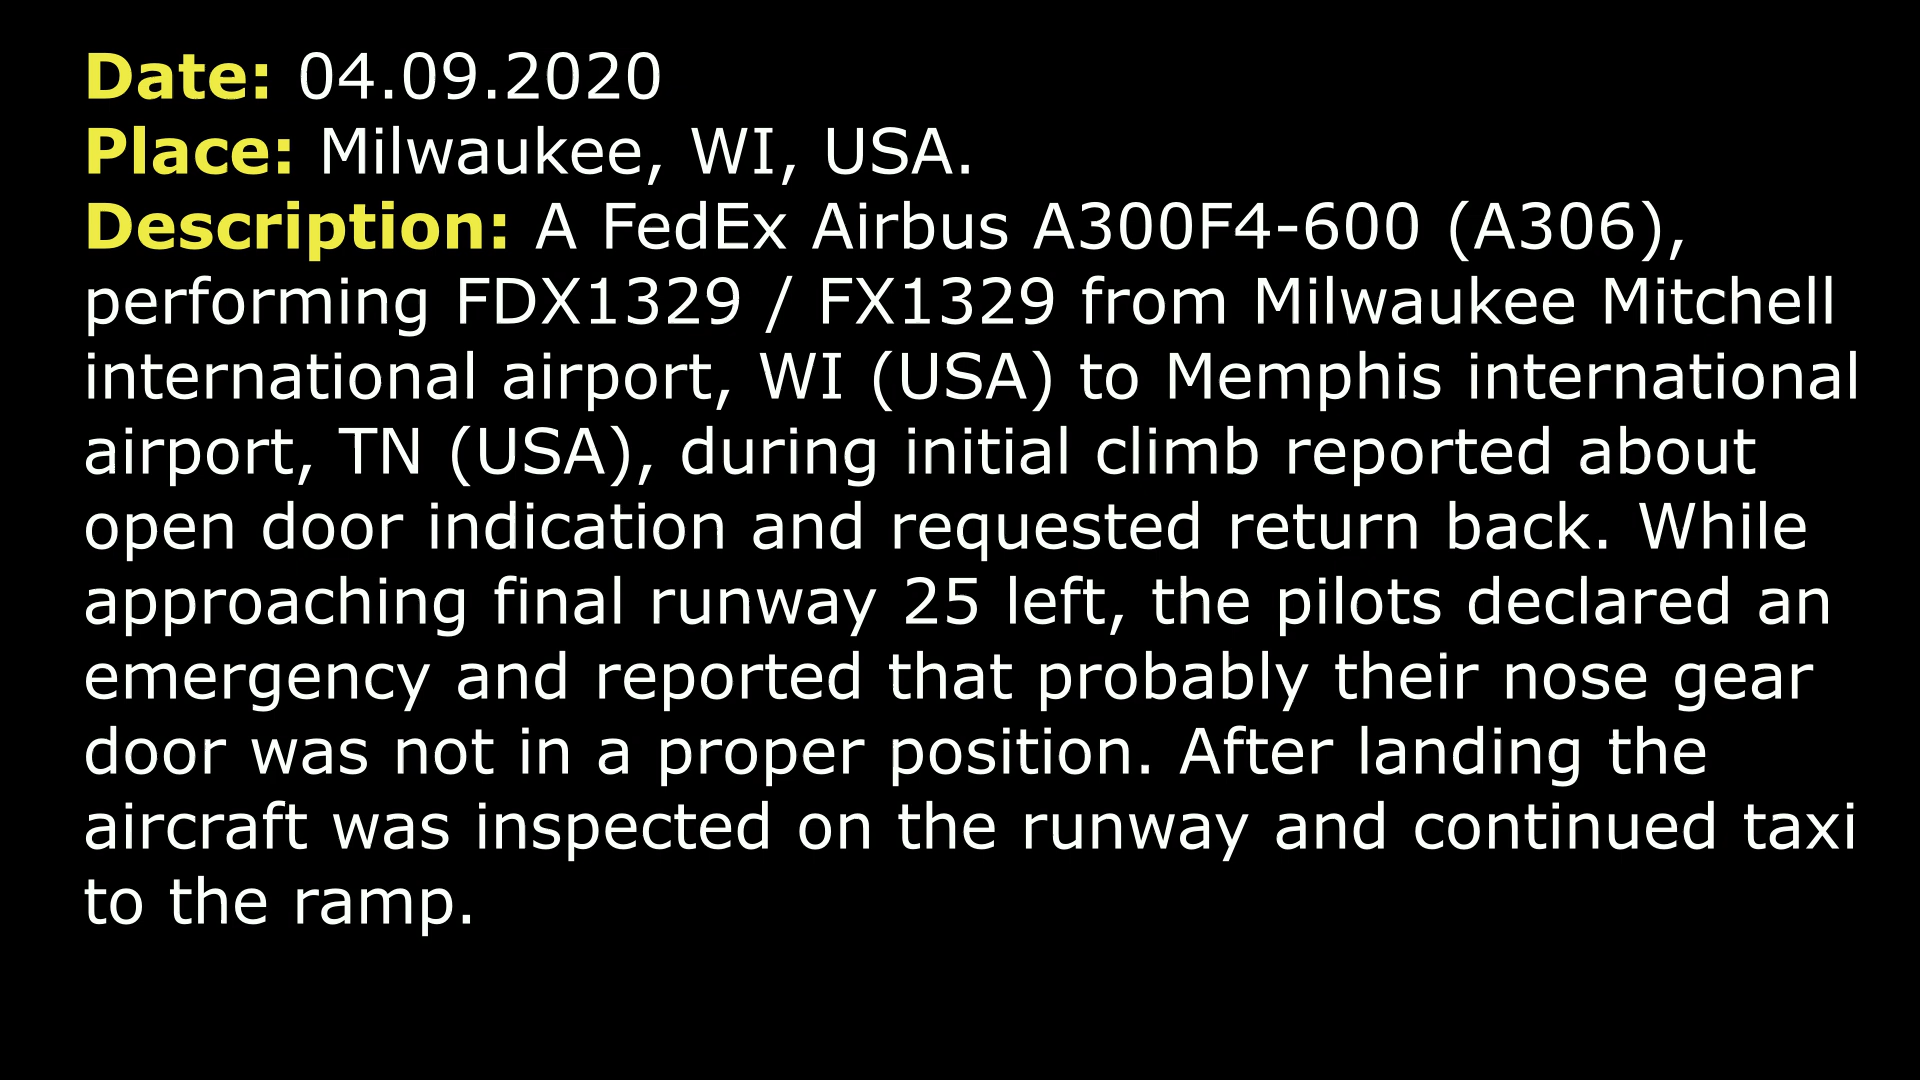 Date: 04.09.2020
Place: Milwaukee, WI, USA.
Description: A FedEx Airbus A300F4-600 (A306),
performing FDX1329 / FX1329 from Milwaukee Mitchell
international airport, WI (USA) to Memphis international
airport, TN (USA), during initial climb reported about
open door indication and requested return back. While
approaching final runway 25 left, the pilots declared an
emergency and reported that probably their nose gear
door was not in a proper position. After landing the
aircraft was inspected on the runway and continued taxi
to the ramp.